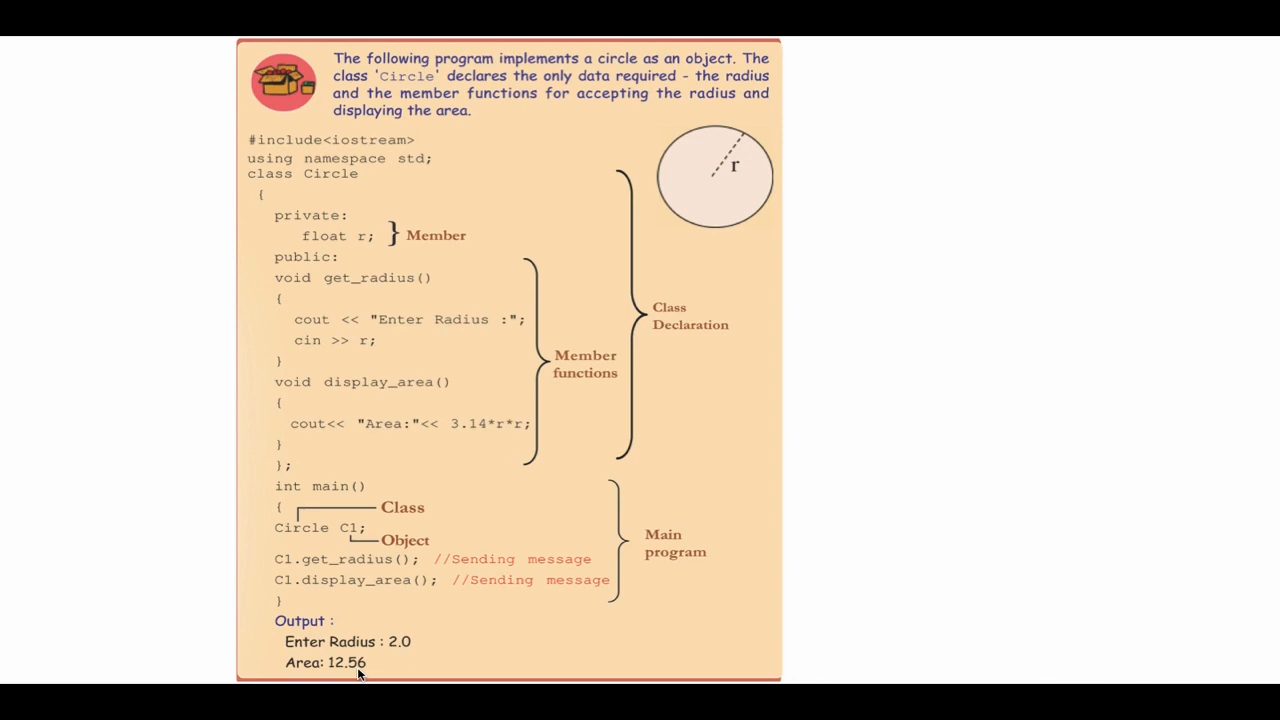 The following program implements a circle as an object. The
class 'Circle' declares the only data required - the radius
and the member functions for accepting the radius and
displaying the area.
#include<iostream>
using namespace std;
class Circle
{
r
private:
float r; } Member
public:
void get_radius()
{
cout << "Enter Radius :";
cin >> r;
}
void display_area()
{
cout<< "Area:"<< 3.14*r*r;
}
};
Member
functions
Class
Declaration
int main()
{
Class
Circle C1;
Object
C1.get_radius(); //Sending message
C1.display_area(); //Sending message
}
Main
program
Output :
Enter Radius : 2.0
Area: 12.56